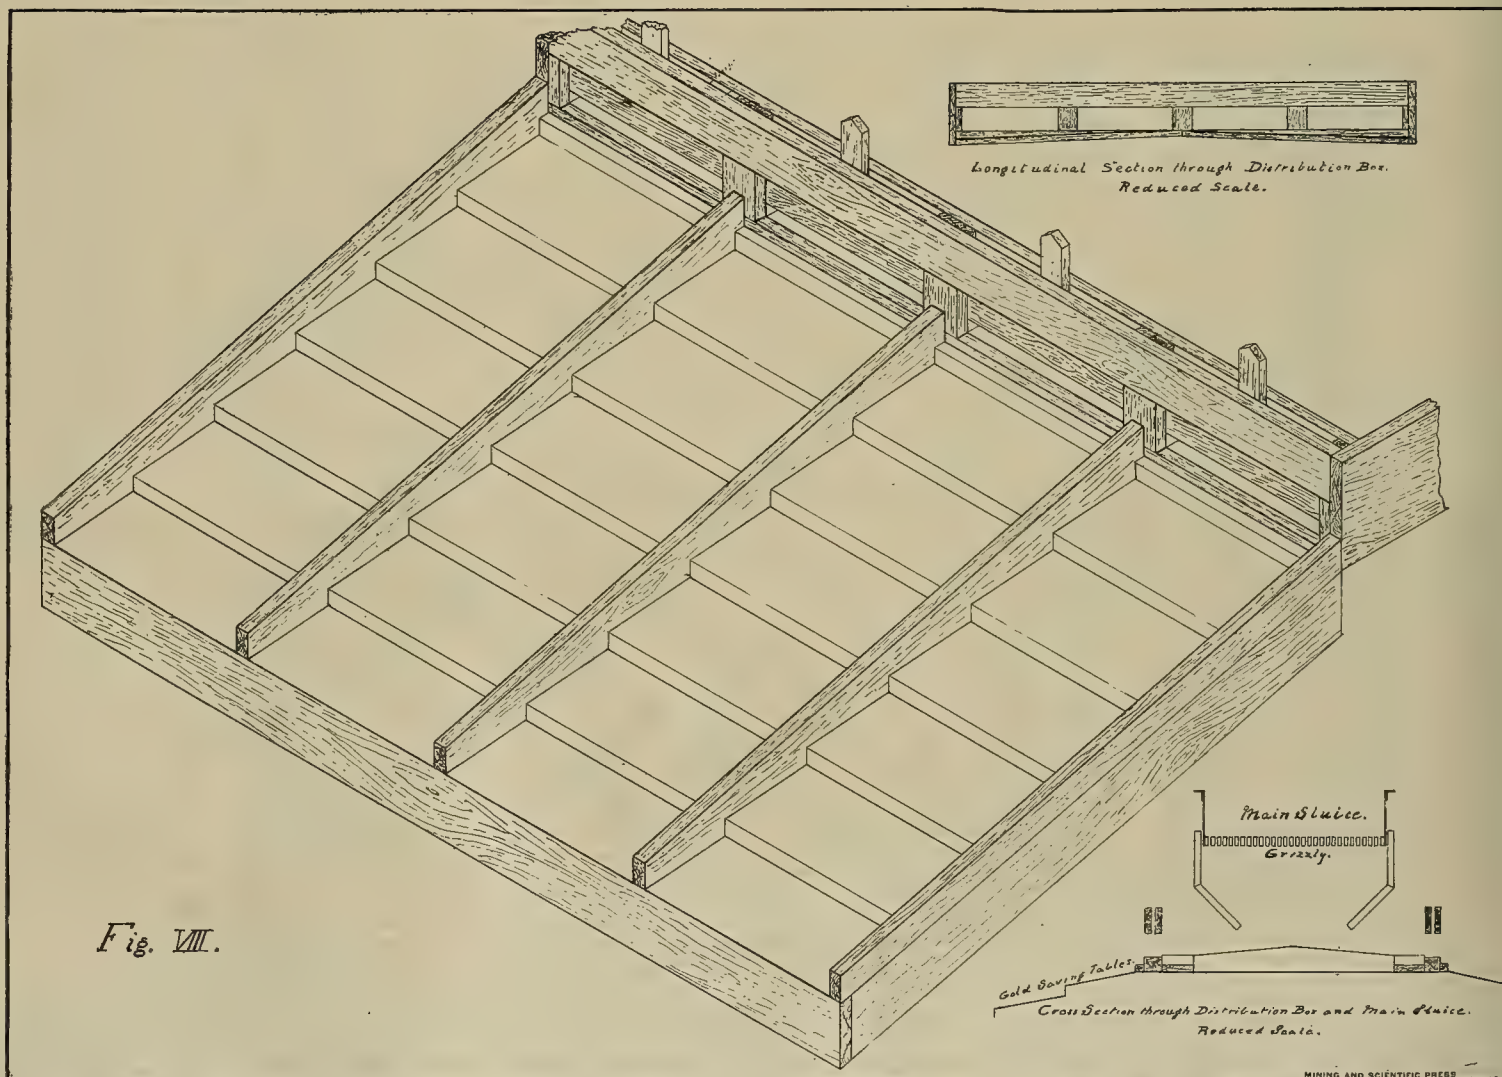 Longitudinal Section through Distribution Box.
Reduced Scale.
Main Sluice.
Grizzly.
Fig. VIII.
Gold Saving Tables.
Cross Section through Distribution Box and Main Sluice.
Reduced Scale.
MINING AND SCIENTIFIC PRESS